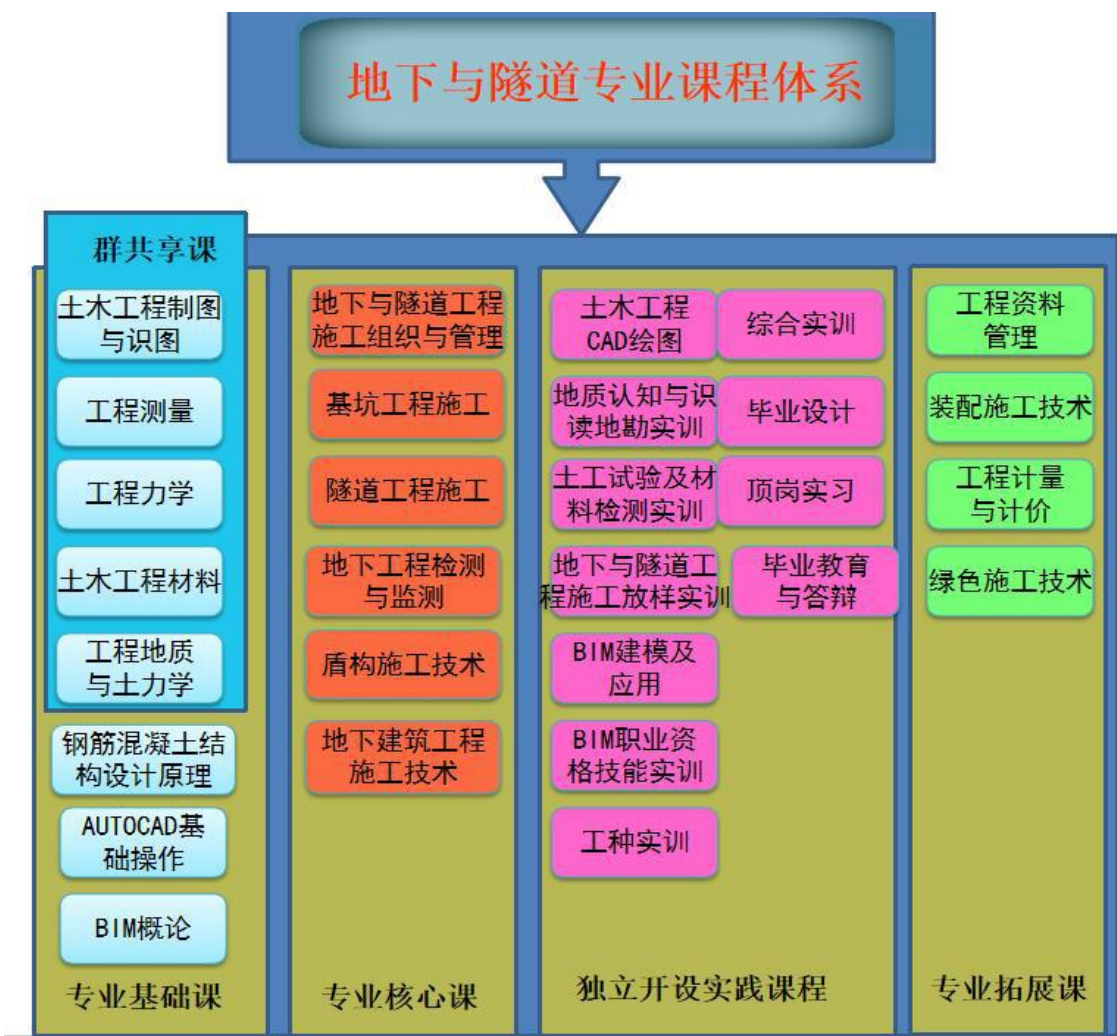 地下与隧道专业课程体系
群共享课
土木工程制图
与识图
工程测量
工程力学
土木工程材料
工程地质
与土力学
钢筋混凝土结
构设计原理
AUTOCAD基
础操作
BIM概论
专业基础课
地下与隧道工程
施工组织与管理
基坑工程施工
隧道工程施工
地下工程检测
与监测
盾构施工技术
地下建筑工程
施工技术
专业核心课
土木工程
CAD绘图
地质认知与识
读地勘实训
土工试验及材
料检测实训
地下与隧道工
程施工放样实训
BIM建模及
应用
BIM职业资
格技能实训
工种实训
综合实训
毕业设计
顶岗实习
毕业教育
与答辩
独立开设实践课程
工程资料
管理
装配施工技术
工程计量
与计价
绿色施工技术
专业拓展课